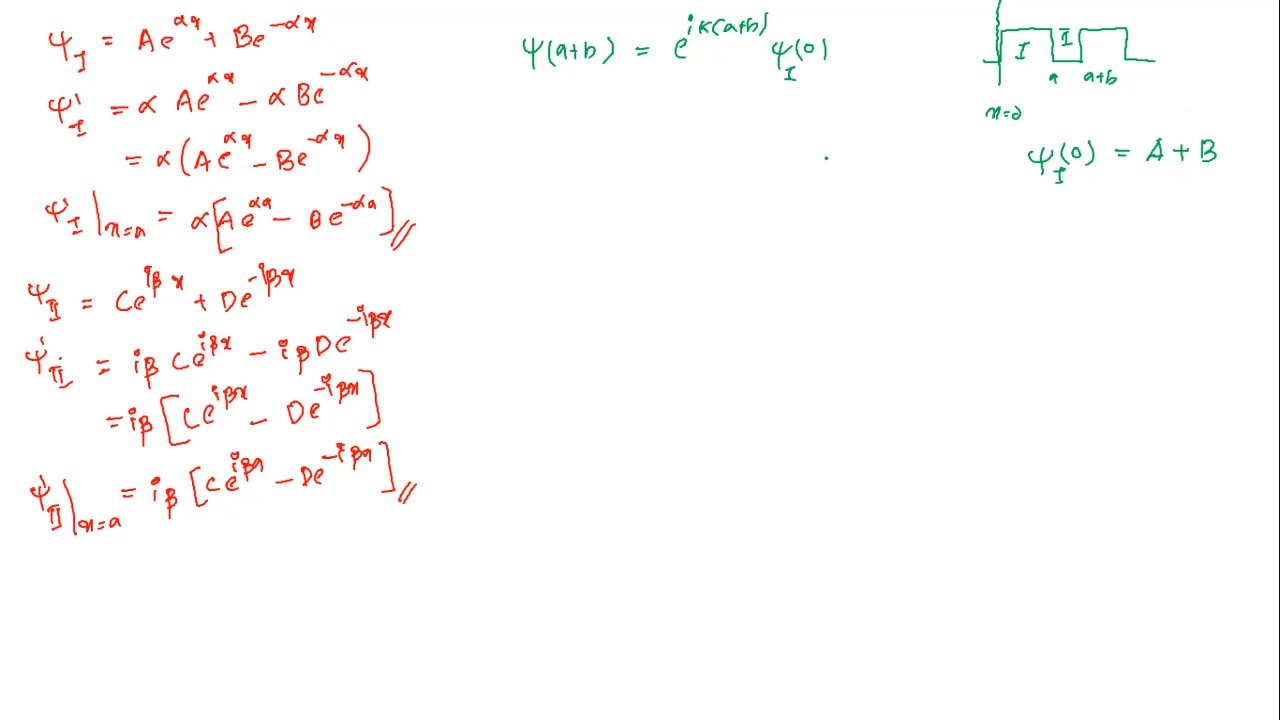 ψ_I = Ae^{αx} + Be^{-αx}
ψ'_I = α Ae^{αx} - α Be^{-αx}
= α(Ae^{αx} - Be^{-αx})
ψ'_I|_{x=a} = α[Ae^{αa} - Be^{-αa}]//
ψ_II = Ce^{iβx} + De^{-iβx}
ψ'_II = iβ Ce^{iβx} - iβ De^{-iβx}
= iβ[Ce^{iβx} - De^{-iβx}]
ψ'_II|_{x=a} = iβ[Ce^{iβa} - De^{-iβa}]//
ψ(a+b) = e^{iK(a+b)} ψ_I(0)
I II
a a+b
x=0
ψ_I(0) = A + B